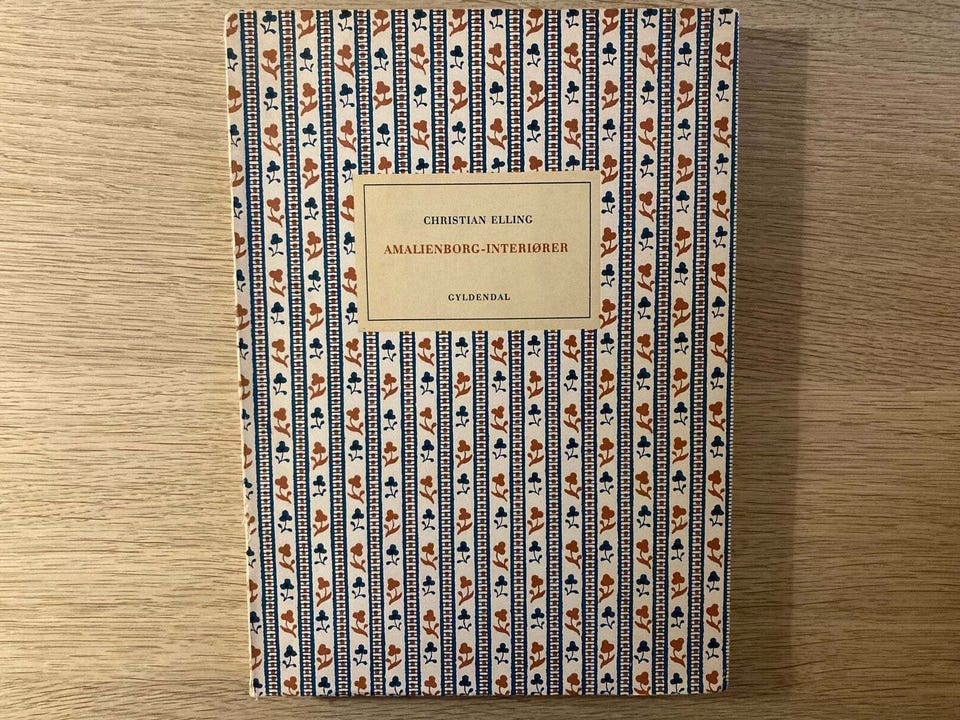 CHRISTIAN ELLING
AMALIENBORG-INTERIØRER
GYLDENDAL